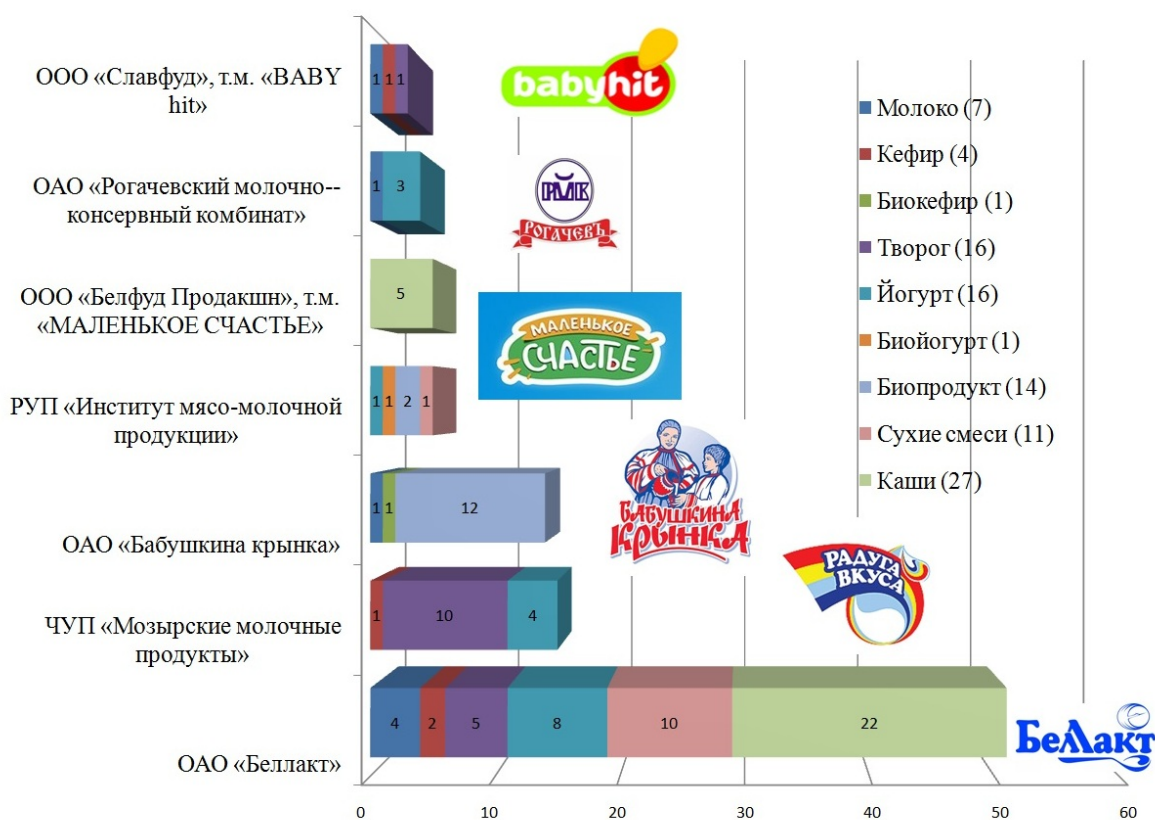 ООО «Славфуд», т.м. «BABY
hit»
1 1 1
babyhit
ОАО «Рогачевский молочно--
консервный комбинат»
1 3
РМК
РОГАЧЕВЪ
ООО «Белфуд Продакшн», т.м.
«МАЛЕНЬКОЕ СЧАСТЬЕ»
5
МАЛЕНЬКОЕ
СЧАСТЬЕ
РУП «Институт мясо-молочной
продукции»
1 1 2 1
ОАО «Бабушкина крынка»
1 1 12
БАБУШКИНА
КРЫНКА
ЧУП «Мозырские молочные
продукты»
1 10 4
РАДУГА
ВКУСА
ОАО «Беллакт»
4 2 5 8 10 22
Беллакт
Молоко (7)
Кефир (4)
Биокефир (1)
Творог (16)
Йогурт (16)
Биойогурт (1)
Биопродукт (14)
Сухие смеси (11)
Каши (27)
0 10 20 30 40 50 60